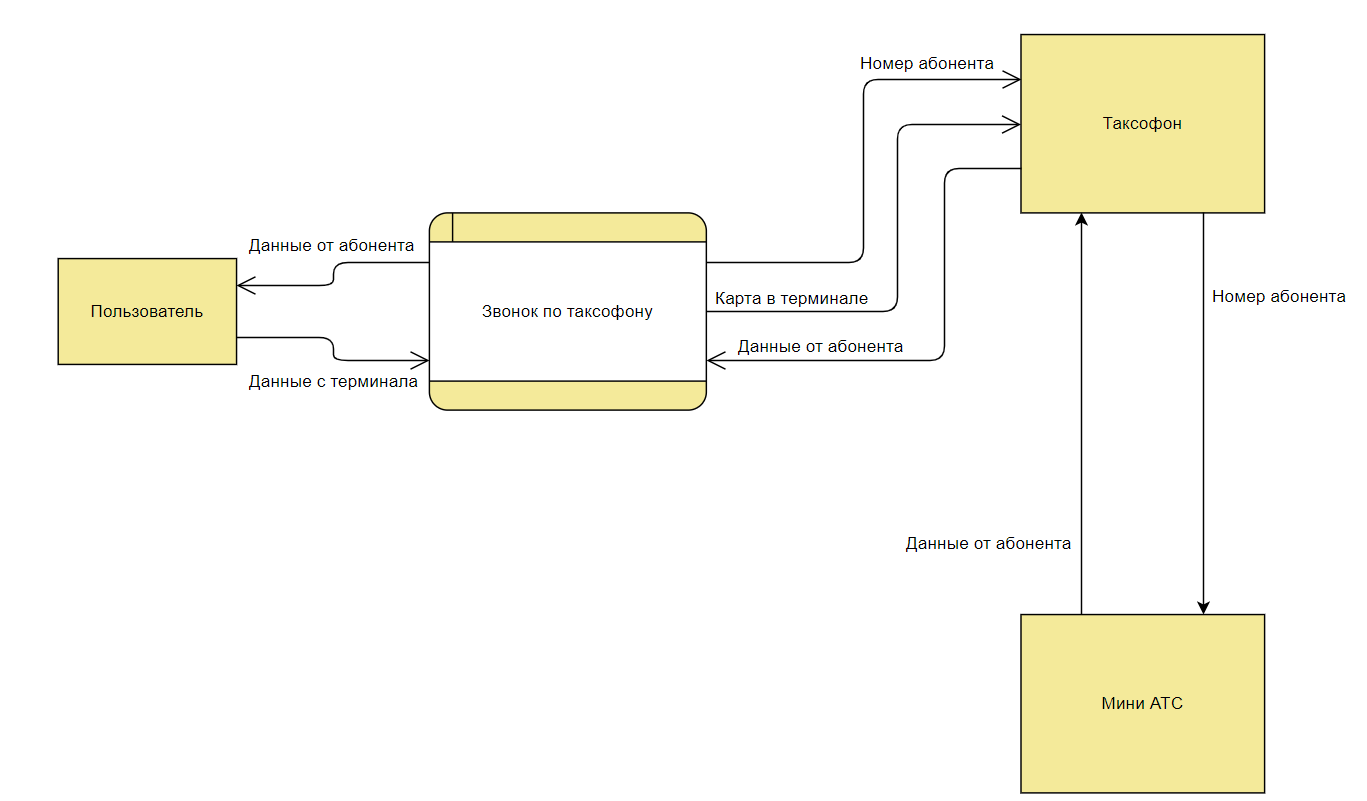 Номер абонента
Таксофон
Данные от абонента
Пользователь
Данные с терминала
Звонок по таксофону
Карта в терминале
Данные от абонента
Номер абонента
Данные от абонента
Мини АТС